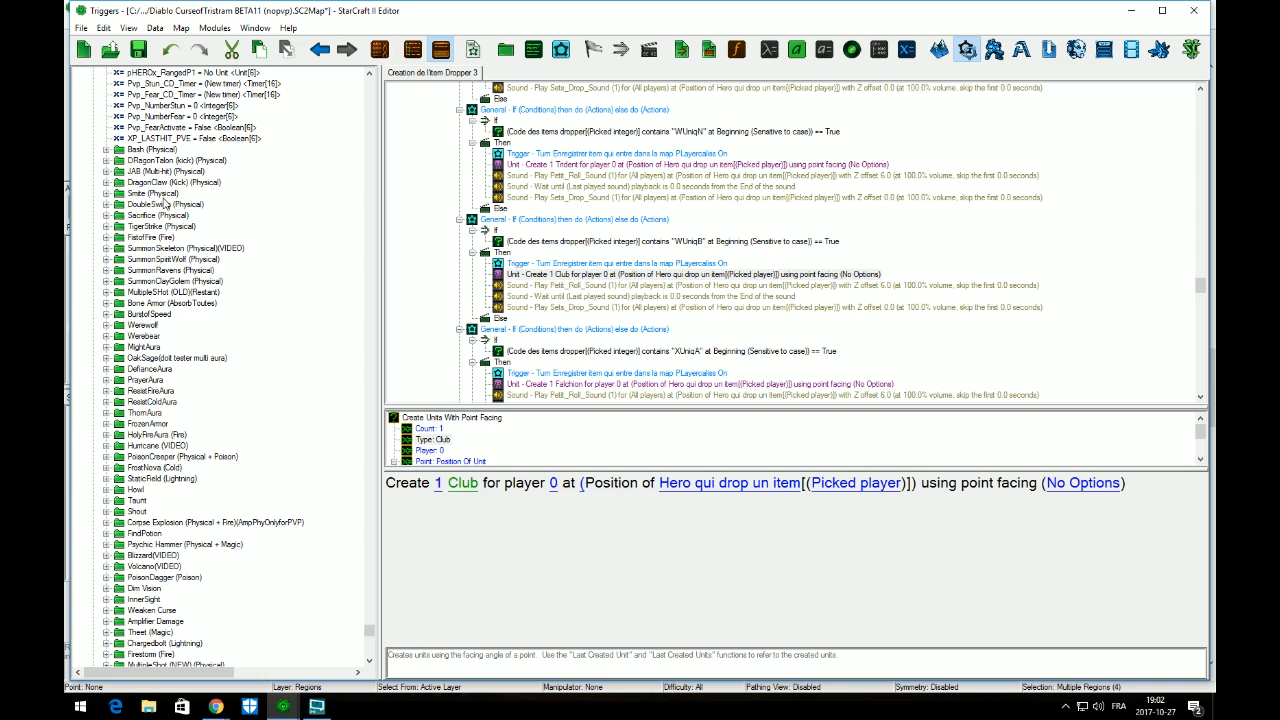 Triggers - [C:/.../Diablo CurseofTristram BETA11 (nopvp).SC2Map*] - StarCraft II Editor
File Edit View Data Map Modules Window Help
pHEROx_RangedP1 = No Unit <Unit[6]>
Pvp_Stun_CD_Timer = (New timer) <Timer[16]>
Pvp_Fear_CD_Timer = (New timer) <Timer[16]>
Pvp_NumberStun = 0 <Integer[6]>
Pvp_NumberFear = 0 <Integer[6]>
Pvp_FearActivate = False <Boolean[6]>
XP_LASTHIT_PVE = False <Boolean[6]>
Bash (Physical)
DRagonTalon (kick) (Physical)
JAB (Multi-hit) (Physical)
DragonClaw (Kick) (Physical)
Smite (Physical)
(Physical)
Sacrifice (Physical)
TigerStrike (Physical)
FistofFire (Fire)
SummonSkeleton (Physical)(VIDEO)
SummonSpiritWolf (Physical)
SummonRavens (Physical)
SummonClayGolem (Physical)
MultipleSHot (OLD)(Restant)
Bone Armor (AbsorbToutes)
BurstofSpeed
Werewolf
Werebear
MightAura
OakSage(doit tester multi aura)
DefianceAura
PrayerAura
ResistFireAura
ResistColdAura
ThornAura
FrozenArmor
HolyFireAura (Fire)
Hurricane (VIDEO)
PoisonCreeper (Physical + Poison)
FrostNova (Cold)
StaticField (Lightning)
Howl
Taunt
Shout
Corpse Explosion (Physical + Fire)(AmpPhyOnlyforPVP)
FindPotion
Psychic Hammer (Physical + Magic)
Blizzard(VIDEO)
Volcano(VIDEO)
PoisonDagger (Poison)
Dim Vision
InnerSight
Weaken Curse
Amplifier Damage
Theet (Magic)
Chargedbolt (Lightning)
Firestorm (Fire)
MultipleShot (NEW) (Physical)
Creation de l'Item Dropper 3
Sound - Play Sets_Drop_Sound (1) for (All players) at (Position of Hero qui drop un item[(Picked player)]) with Z offset 0.0 (at 100.0% volume, skip the first 0.0 seconds)
Else
General - If (Conditions) then do (Actions) else do (Actions)
If
(Code des items dropper[(Picked integer)] contains "WUniqN" at Beginning (Sensitive to case)) == True
Then
Trigger - Turn Enregistrer item qui entre dans la map PLayercaliss On
Unit - Create 1 Trident for player 0 at (Position of Hero qui drop un item[(Picked player)]) using point facing (No Options)
Sound - Play Petit_Roll_Sound (1) for (All players) at (Position of Hero qui drop un item[(Picked player)]) with Z offset 6.0 (at 100.0% volume, skip the first 0.0 seconds)
Sound - Wait until (Last played sound) playback is 0.0 seconds from the End of the sound
Sound - Play Sets_Drop_Sound (1) for (All players) at (Position of Hero qui drop un item[(Picked player)]) with Z offset 0.0 (at 100.0% volume, skip the first 0.0 seconds)
Else
General - If (Conditions) then do (Actions) else do (Actions)
If
(Code des items dropper[(Picked integer)] contains "WUniqB" at Beginning (Sensitive to case)) == True
Then
Trigger - Turn Enregistrer item qui entre dans la map PLayercaliss On
Unit - Create 1 Club for player 0 at (Position of Hero qui drop un item[(Picked player)]) using point facing (No Options)
Sound - Play Petit_Roll_Sound (1) for (All players) at (Position of Hero qui drop un item[(Picked player)]) with Z offset 6.0 (at 100.0% volume, skip the first 0.0 seconds)
Sound - Wait until (Last played sound) playback is 0.0 seconds from the End of the sound
Sound - Play Sets_Drop_Sound (1) for (All players) at (Position of Hero qui drop un item[(Picked player)]) with Z offset 0.0 (at 100.0% volume, skip the first 0.0 seconds)
Else
General - If (Conditions) then do (Actions) else do (Actions)
If
(Code des items dropper[(Picked integer)] contains "XUniqA" at Beginning (Sensitive to case)) == True
Then
Trigger - Turn Enregistrer item qui entre dans la map PLayercaliss On
Unit - Create 1 Falchion for player 0 at (Position of Hero qui drop un item[(Picked player)]) using point facing (No Options)
Sound - Play Petit_Roll_Sound (1) for (All players) at (Position of Hero qui drop un item[(Picked player)]) with Z offset 6.0 (at 100.0% volume, skip the first 0.0 seconds)
Create Units With Point Facing
Count: 1
Type: Club
Player: 0
Point: Position Of Unit
Create 1 Club for player 0 at (Position of Hero qui drop un item[(Picked player)]) using point facing (No Options)
Creates units using the facing angle of a point. Use the "Last Created Unit" and "Last Created Units" functions to refer to the created units.
Point: None Layer: Regions Select From: Active Layer Manipulator: None Difficulty: All Pathing View: Disabled Symmetry: Disabled Selection: Multiple Regions (4)
FRA 19:02
2017-10-27 2